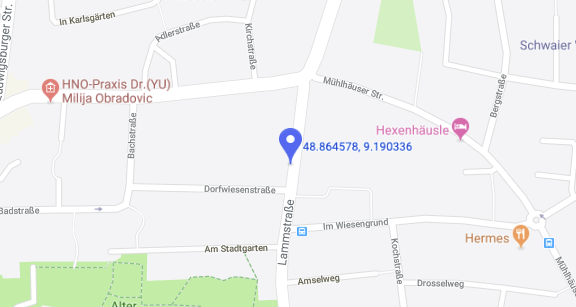 In Karlsgärten
Adlerstraße
Kirchstraße
Schwaier
HNO-Praxis Dr.(YU)
Milija Obradovic
Mühlhäuser Str.
Bergstraße
Bachstraße
Hexenhäusle
48.864578, 9.190336
Dorfwiesenstraße
Badstraße
Lammstraße
Im Wiesengrund
Kochstraße
Hermes
Am Stadtgarten
Amselweg
Drosselweg
Alter